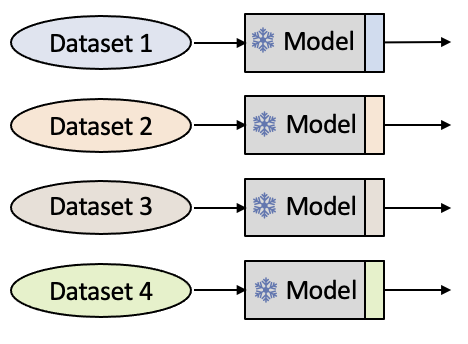 Dataset 1
Model
Dataset 2
Model
Dataset 3
Model
Dataset 4
Model